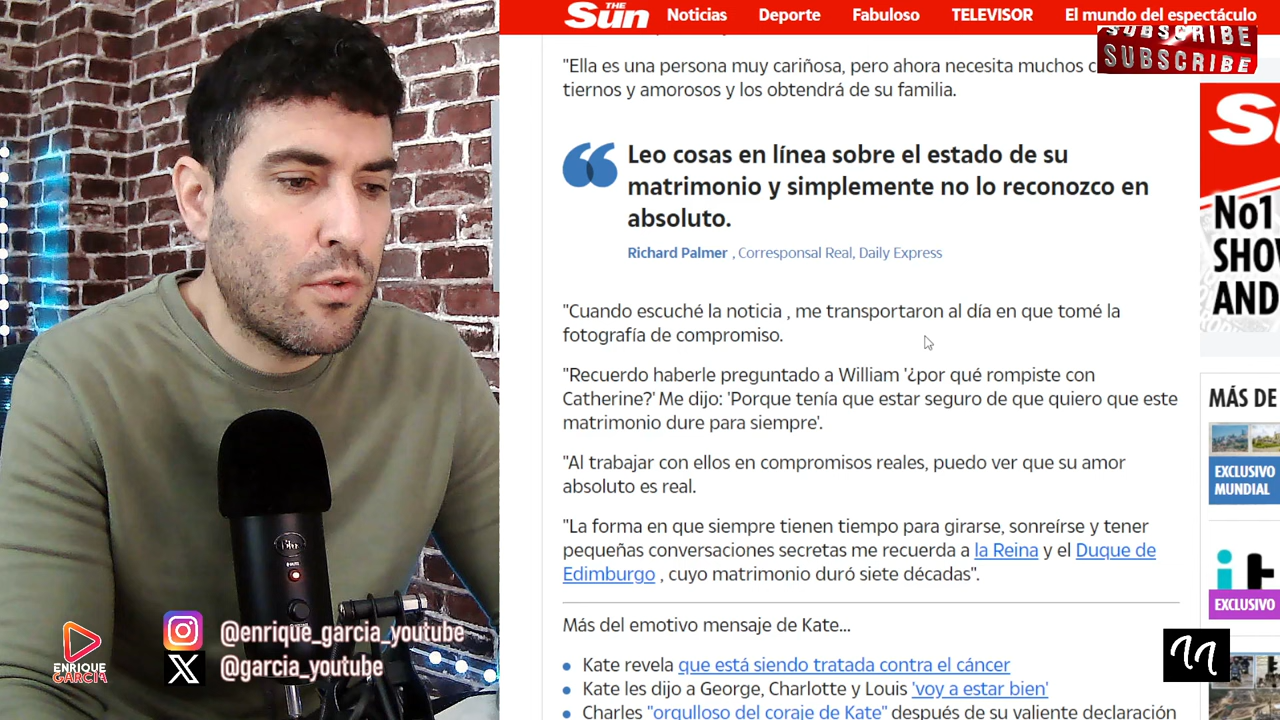 THE
Sun
Noticias Deporte Fabuloso TELEVISOR El mundo del espectáculo
SUBSCRIBE
SUBSCRIBE
"Ella es una persona muy cariñosa, pero ahora necesita muchos
tiernos y amorosos y los obtendrá de su familia.
Leo cosas en línea sobre el estado de su
matrimonio y simplemente no lo reconozco en
absoluto.
Richard Palmer , Corresponsal Real, Daily Express
"Cuando escuché la noticia , me transportaron al día en que tomé la
fotografía de compromiso.
"Recuerdo haberle preguntado a William '¿por qué rompiste con
Catherine?' Me dijo: 'Porque tenía que estar seguro de que quiero que este
matrimonio dure para siempre'.
"Al trabajar con ellos en compromisos reales, puedo ver que su amor
absoluto es real.
"La forma en que siempre tienen tiempo para girarse, sonreírse y tener
pequeñas conversaciones secretas me recuerda a la Reina y el Duque de
Edimburgo , cuyo matrimonio duró siete décadas".
Más del emotivo mensaje de Kate...
Kate revela que está siendo tratada contra el cáncer
Kate les dijo a George, Charlotte y Louis 'voy a estar bien'
Charles "orgulloso del coraje de Kate" después de su valiente declaración
S
No1
SHO
AND
MÁS DE
EXCLUSIVO
MUNDIAL
it
EXCLUSIVO
Blue
ENRIQUE
GARCIA
@enrique_garcia_youtube
@garcia_youtube